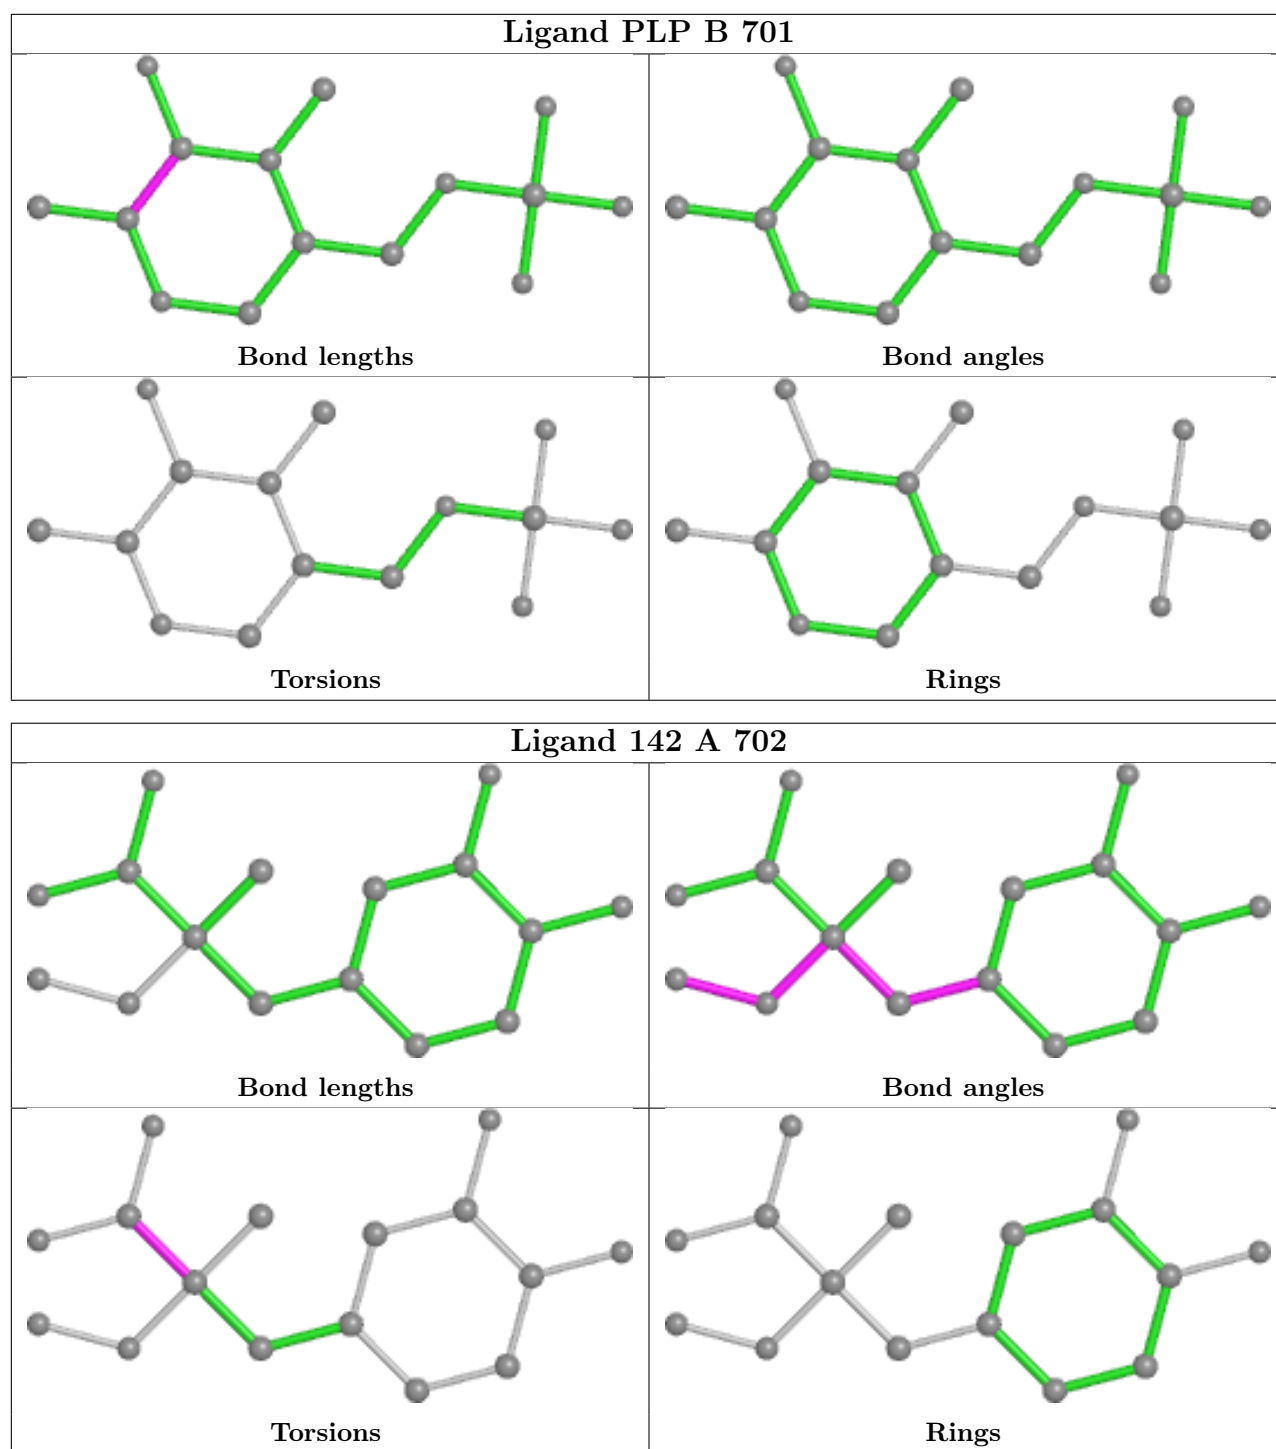 Ligand PLP B 701
Bond lengths
Bond angles
Torsions
Rings
Ligand 142 A 702
Bond lengths
Bond angles
Torsions
Rings